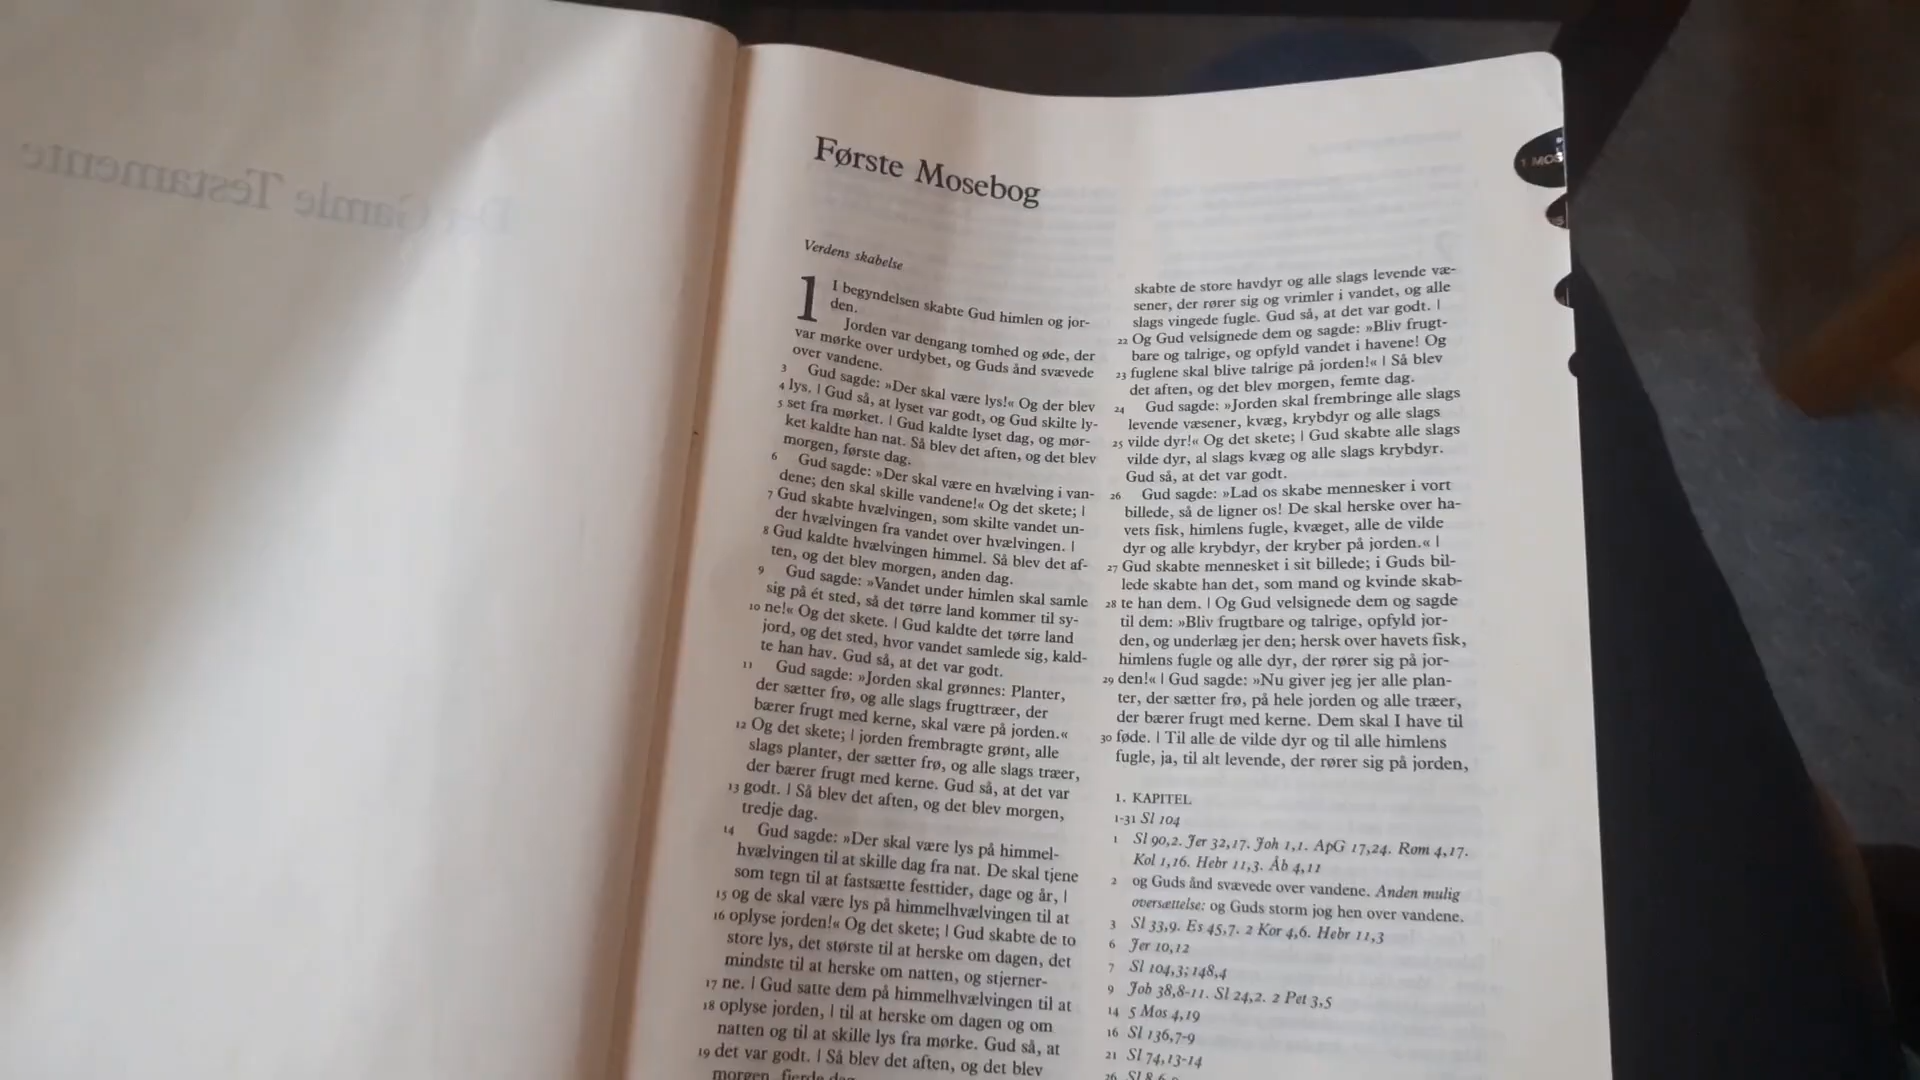 Det Gamle Testamente
Første Mosebog
1 MOS
Verdens skabelse
1 I begyndelsen skabte Gud himlen og jor-
den.
Jorden var dengang tomhed og øde, der
var mørke over urdybet, og Guds ånd svævede
over vandene.
3 Gud sagde: »Der skal være lys!« Og der blev
4 lys. | Gud så, at lyset var godt, og Gud skilte ly-
5 set fra mørket. | Gud kaldte lyset dag, og mør-
ket kaldte han nat. Så blev det aften, og det blev
morgen, første dag.
6 Gud sagde: »Der skal være en hvælving i van-
dene; den skal skille vandene!« Og det skete; |
7 Gud skabte hvælvingen, som skilte vandet un-
der hvælvingen fra vandet over hvælvingen. |
8 Gud kaldte hvælvingen himmel. Så blev det af-
ten, og det blev morgen, anden dag.
9 Gud sagde: »Vandet under himlen skal samle
sig på ét sted, så det tørre land kommer til sy-
10 ne!« Og det skete. | Gud kaldte det tørre land
jord, og det sted, hvor vandet samlede sig, kald-
te han hav. Gud så, at det var godt.
11 Gud sagde: »Jorden skal grønnes: Planter,
der sætter frø, og alle slags frugttræer, der
bærer frugt med kerne, skal være på jorden.«
12 Og det skete; | jorden frembragte grønt, alle
slags planter, der sætter frø, og alle slags træer,
der bærer frugt med kerne. Gud så, at det var
13 godt. | Så blev det aften, og det blev morgen,
tredje dag.
14 Gud sagde: »Der skal være lys på himmel-
hvælvingen til at skille dag fra nat. De skal tjene
som tegn til at fastsætte festtider, dage og år, |
15 og de skal være lys på himmelhvælvingen til at
16 oplyse jorden!« Og det skete; | Gud skabte de to
store lys, det største til at herske om dagen, det
mindste til at herske om natten, og stjerner-
17 ne. | Gud satte dem på himmelhvælvingen til at
18 oplyse jorden, | til at herske om dagen og om
natten og til at skille lys fra mørke. Gud så, at
19 det var godt. | Så blev det aften, og det blev
morgen, fjerde dag.
skabte de store havdyr og alle slags levende væ-
sener, der rører sig og vrimler i vandet, og alle
slags vingede fugle. Gud så, at det var godt. |
22 Og Gud velsignede dem og sagde: »Bliv frugt-
bare og talrige, og opfyld vandet i havene! Og
23 fuglene skal blive talrige på jorden!« | Så blev
det aften, og det blev morgen, femte dag.
24 Gud sagde: »Jorden skal frembringe alle slags
levende væsener, kvæg, krybdyr og alle slags
25 vilde dyr!« Og det skete; | Gud skabte alle slags
vilde dyr, al slags kvæg og alle slags krybdyr.
Gud så, at det var godt.
26 Gud sagde: »Lad os skabe mennesker i vort
billede, så de ligner os! De skal herske over ha-
vets fisk, himlens fugle, kvæget, alle de vilde
dyr og alle krybdyr, der kryber på jorden.« |
27 Gud skabte mennesket i sit billede; i Guds bil-
lede skabte han det, som mand og kvinde skab-
28 te han dem. | Og Gud velsignede dem og sagde
til dem: »Bliv frugtbare og talrige, opfyld jor-
den, og underlæg jer den; hersk over havets fisk,
himlens fugle og alle dyr, der rører sig på jor-
29 den!« | Gud sagde: »Nu giver jeg jer alle plan-
ter, der sætter frø, på hele jorden og alle træer,
der bærer frugt med kerne. Dem skal I have til
30 føde. | Til alle de vilde dyr og til alle himlens
fugle, ja, til alt levende, der rører sig på jorden,
1. KAPITEL
1-31 Sl 104
1 Sl 90,2. Jer 32,17. Joh 1,1. ApG 17,24. Rom 4,17.
Kol 1,16. Hebr 11,3. Åb 4,11
2 og Guds ånd svævede over vandene. Anden mulig
oversættelse: og Guds storm jog hen over vandene.
3 Sl 33,9. Es 45,7. 2 Kor 4,6. Hebr 11,3
6 Jer 10,12
7 Sl 104,3; 148,4
9 Job 38,8-11. Sl 24,2. 2 Pet 3,5
14 5 Mos 4,19
16 Sl 136,7-9
21 Sl 74,13-14